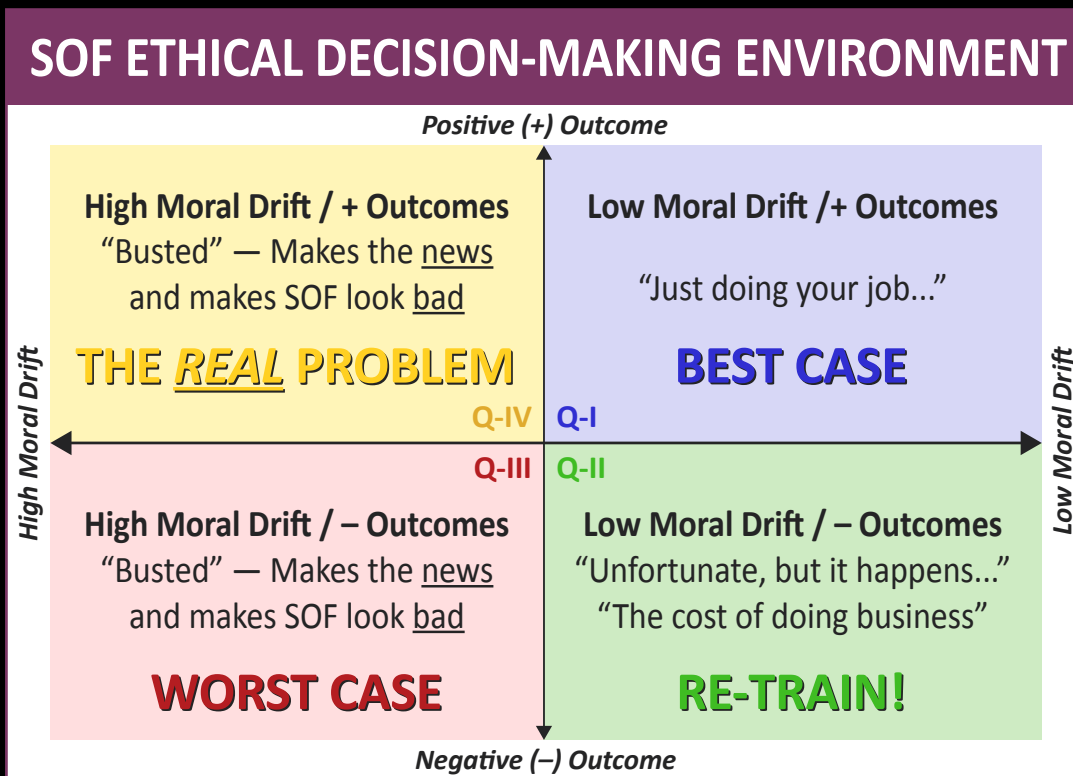 SOF ETHICAL DECISION-MAKING ENVIRONMENT
Positive (+) Outcome
High Moral Drift / + Outcomes
“Busted” — Makes the news
and makes SOF look bad
THE REAL PROBLEM
Q-IV
Low Moral Drift /+ Outcomes
“Just doing your job...”
BEST CASE
Q-I
High Moral Drift
Low Moral Drift
Q-III
High Moral Drift / – Outcomes
“Busted” — Makes the news
and makes SOF look bad
WORST CASE
Q-II
Low Moral Drift / – Outcomes
“Unfortunate, but it happens...”
“The cost of doing business”
RE-TRAIN!
Negative (–) Outcome